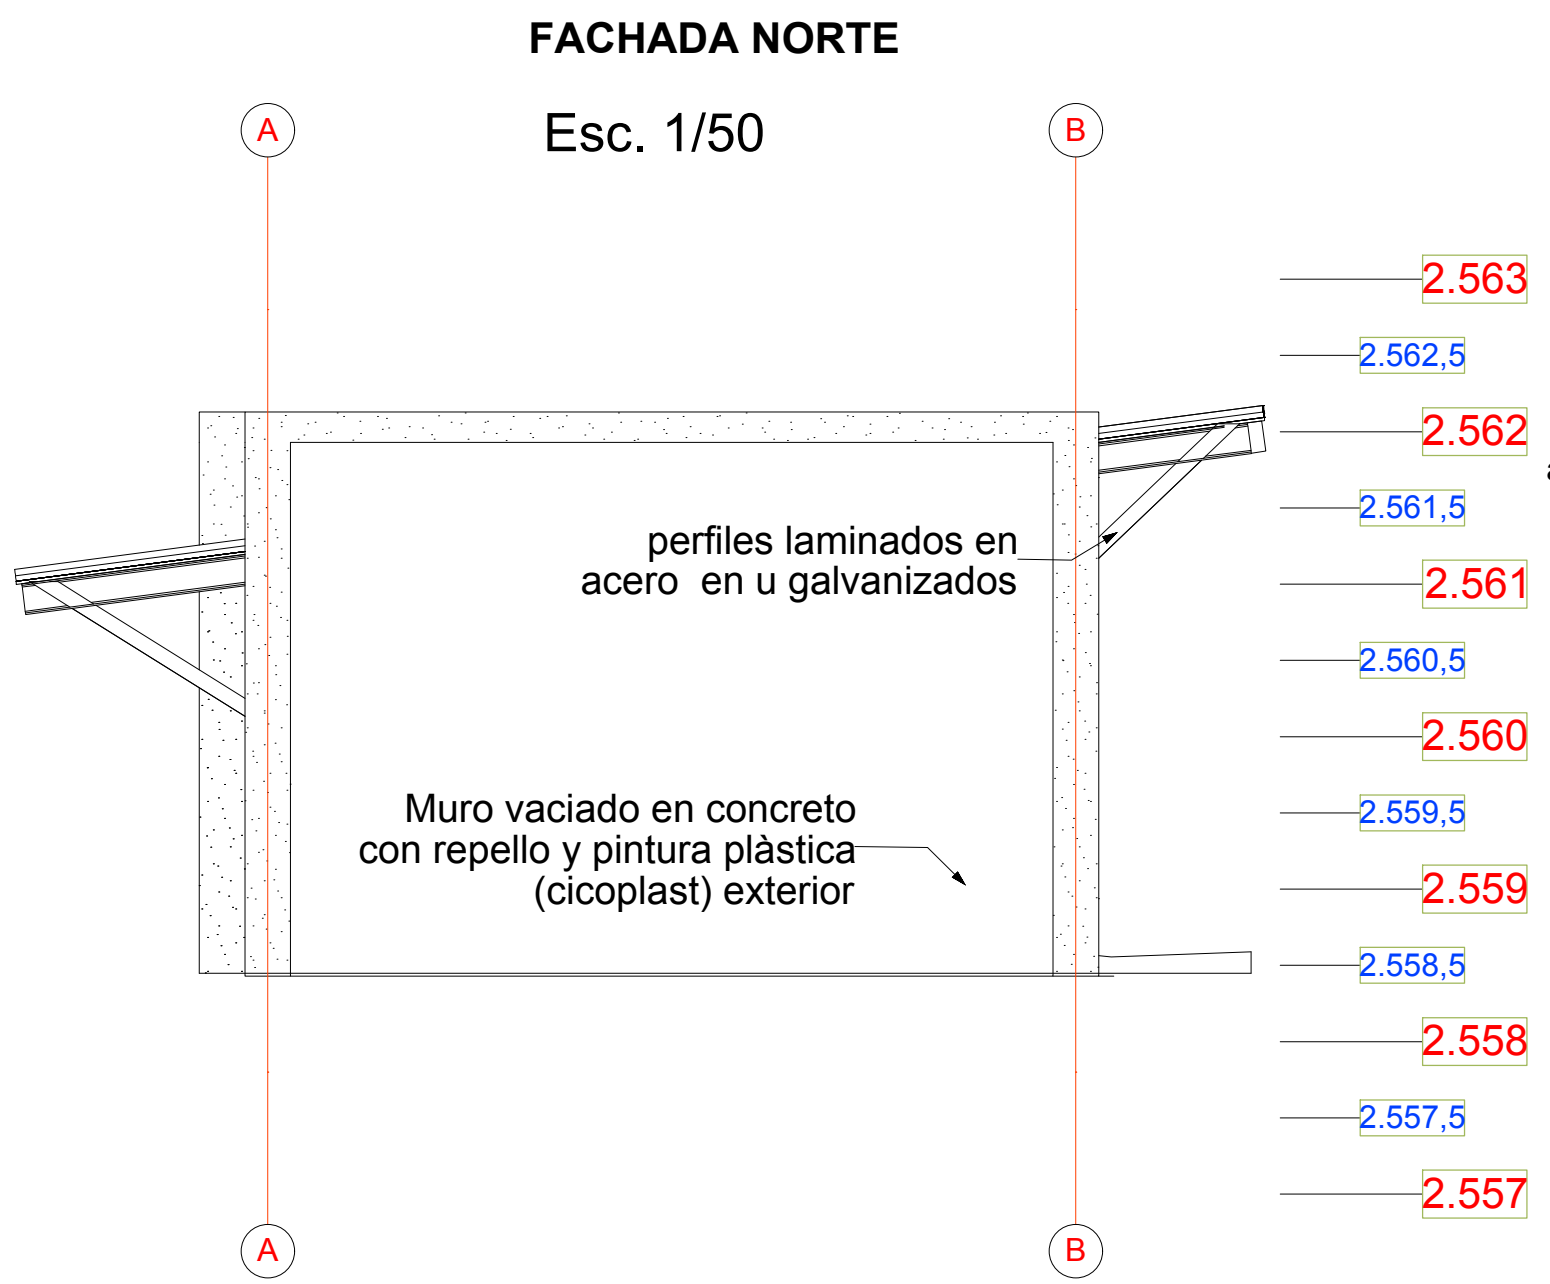 FACHADA NORTE
Esc. 1/50
A
B
2.563
2.562,5
2.562
a
2.561,5
perfiles laminados en
acero en u galvanizados
2.561
2.560,5
2.560
2.559,5
Muro vaciado en concreto
con repello y pintura plàstica
(cicoplast) exterior
2.559
2.558,5
2.558
2.557,5
2.557
A
B